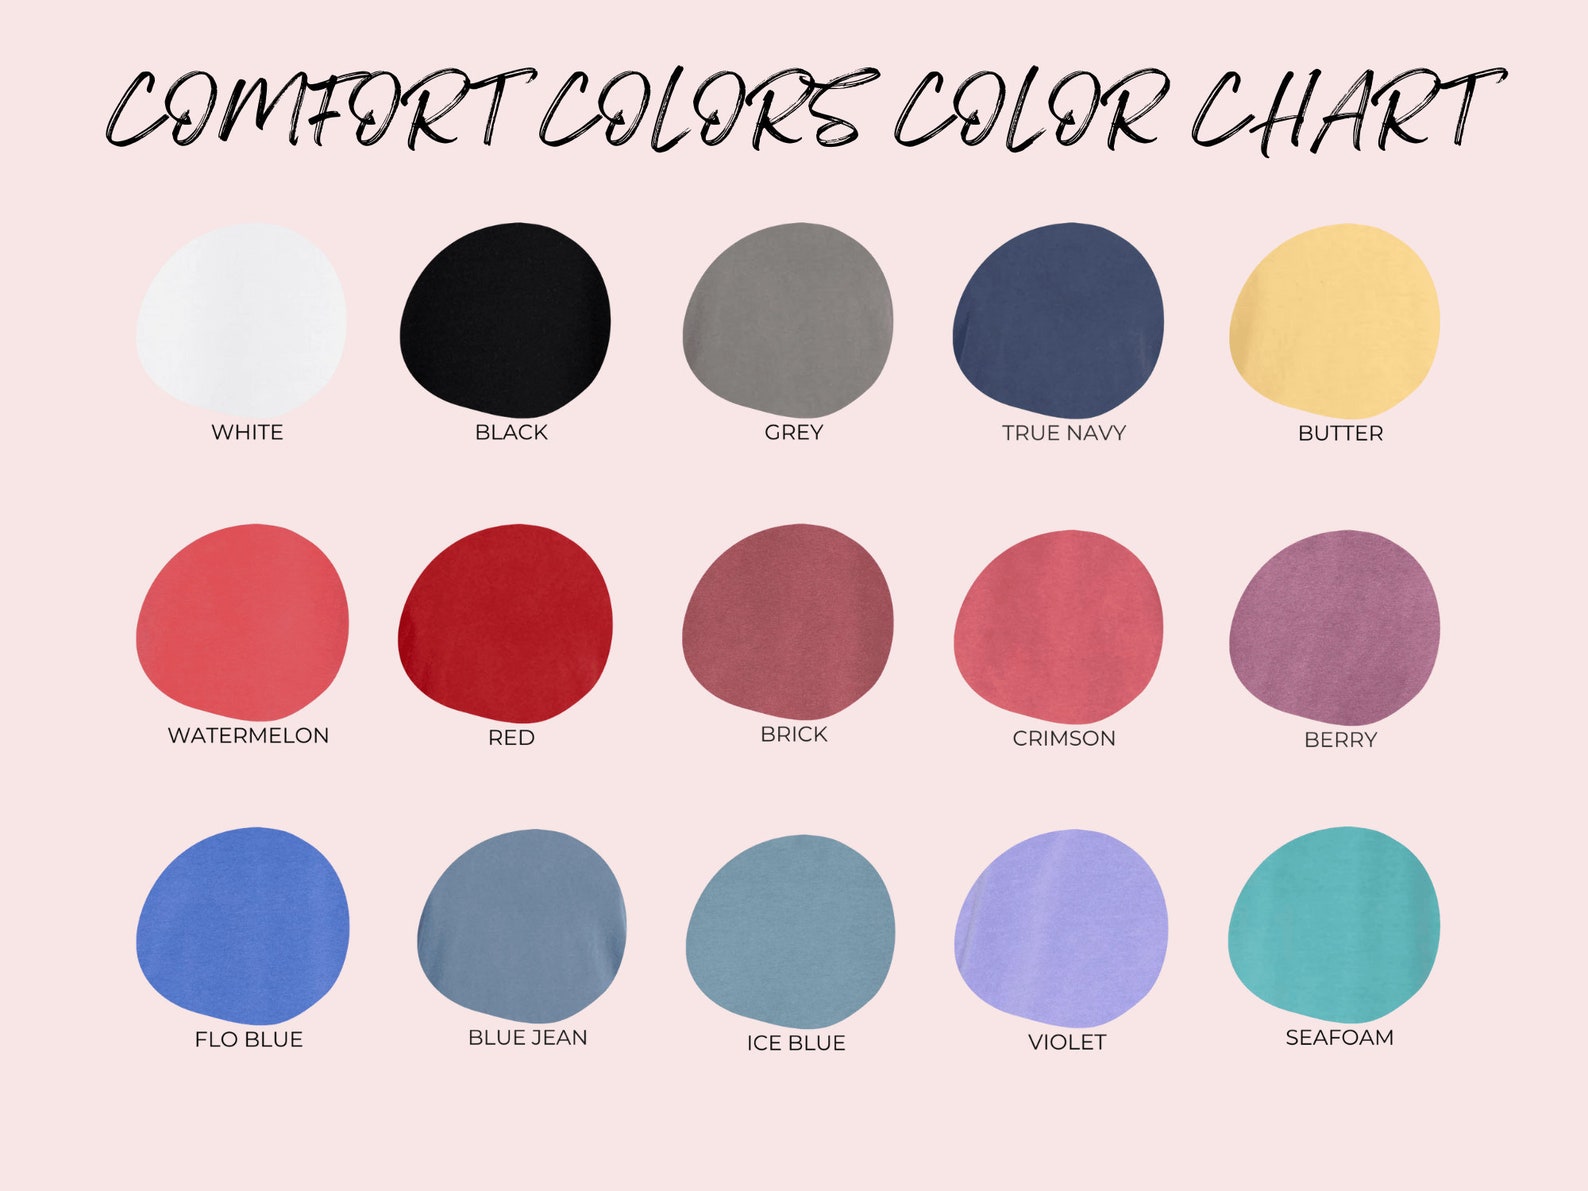 COMFORT COLORS COLOR CHART
WHITE
BLACK
GREY
TRUE NAVY
BUTTER
WATERMELON
RED
BRICK
CRIMSON
BERRY
FLO BLUE
BLUE JEAN
ICE BLUE
VIOLET
SEAFOAM